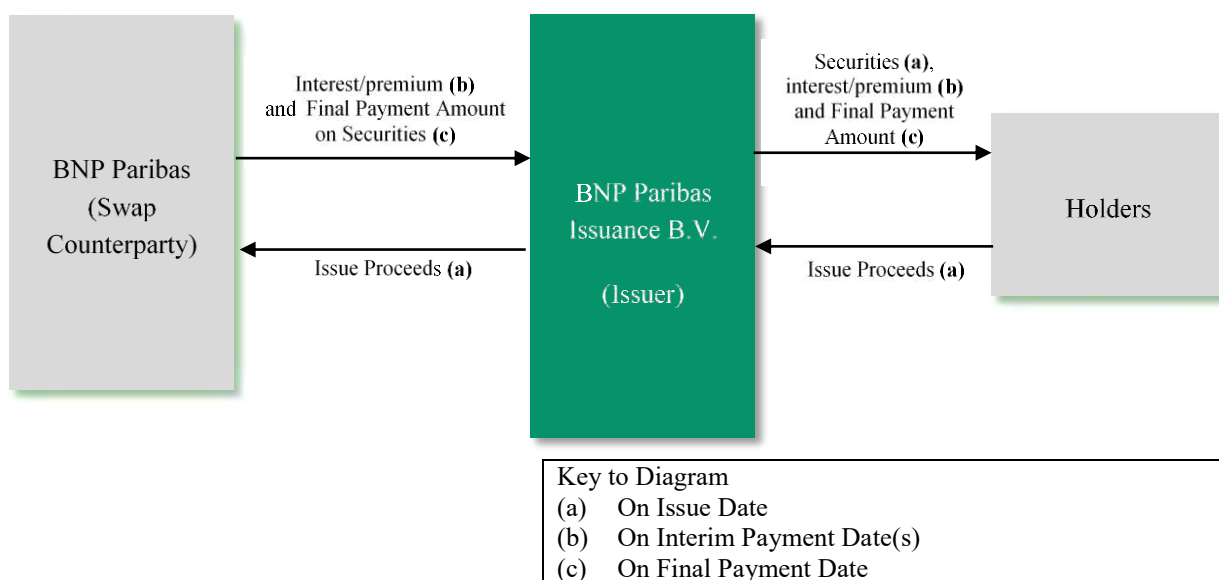 Interest/premium (b)
and Final Payment Amount
on Securities (c)
Securities (a),
interest/premium (b)
and Final Payment
Amount (c)
BNP Paribas
(Swap
Counterparty)
BNP Paribas
Issuance B.V.
(Issuer)
Holders
Issue Proceeds (a)
Issue Proceeds (a)
Key to Diagram
(a) On Issue Date
(b) On Interim Payment Date(s)
(c) On Final Payment Date